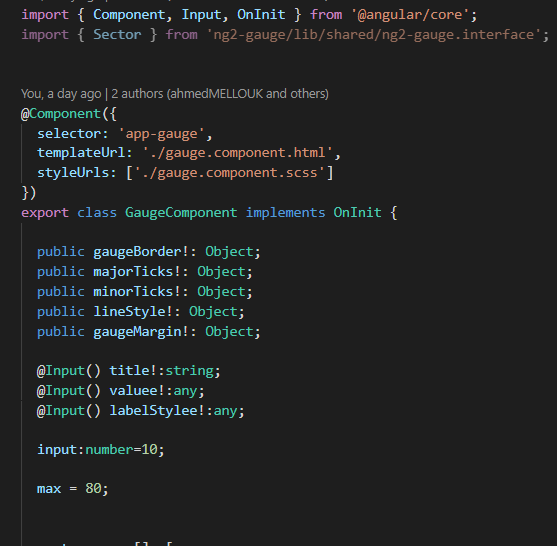 import { Component, Input, OnInit } from '@angular/core';
import { Sector } from 'ng2-gauge/lib/shared/ng2-gauge.interface';
You, a day ago | 2 authors (ahmedMELLOUK and others)
@Component({
  selector: 'app-gauge',
  templateUrl: './gauge.component.html',
  styleUrls: ['./gauge.component.scss']
})
export class GaugeComponent implements OnInit {
  public gaugeBorder!: Object;
  public majorTicks!: Object;
  public minorTicks!: Object;
  public lineStyle!: Object;
  public gaugeMargin!: Object;
  @Input() title!:string;
  @Input() valuee!:any;
  @Input() labelStylee!:any;
  input:number=10;
  max = 80;